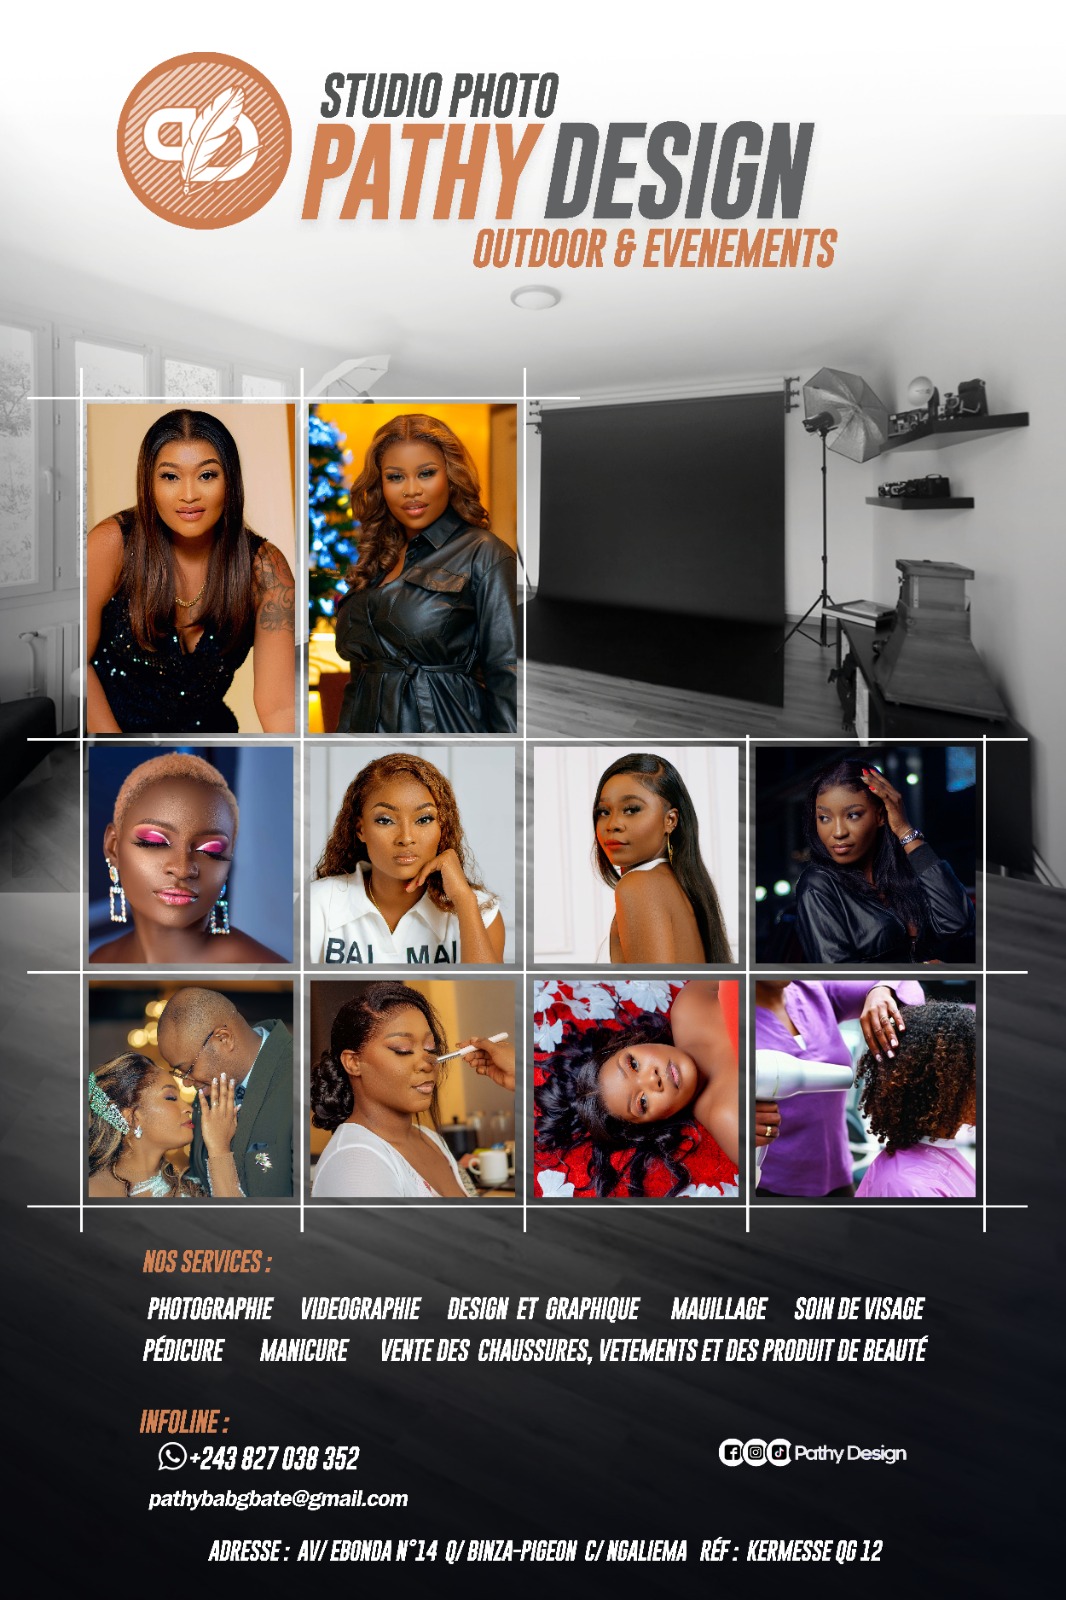 STUDIO PHOTO
PATHY DESIGN
OUTDOOR & EVENEMENTS
BAL MAI
NOS SERVICES :
PHOTOGRAPHIE VIDEOGRAPHIE DESIGN ET GRAPHIQUE MAUILLAGE SOIN DE VISAGE
PÉDICURE MANICURE VENTE DES CHAUSSURES, VETEMENTS ET DES PRODUIT DE BEAUTÉ
INFOLINE :
+243 827 038 352
Pathy Design
pathybabgbate@gmail.com
ADRESSE : AV/ EBONDA N°14 Q/ BINZA-PIGEON C/ NGALIEMA RÉF : KERMESSE QG 12